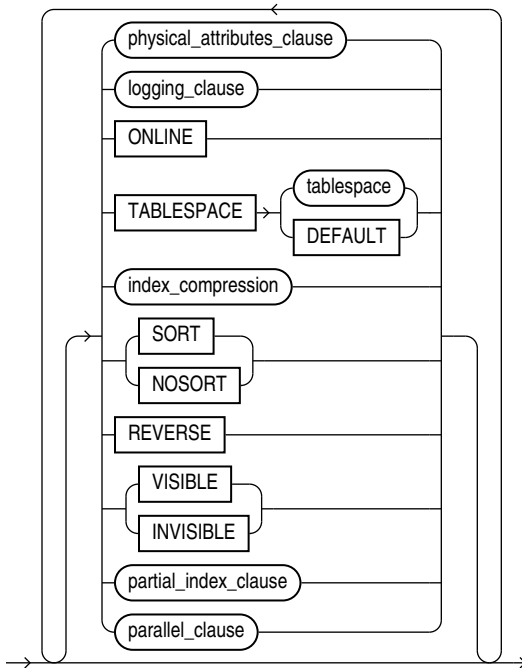 physical_attributes_clause
logging_clause
ONLINE
tablespace
TABLESPACE
DEFAULT
index_compression
SORT
NOSORT
REVERSE
VISIBLE
INVISIBLE
partial_index_clause
parallel_clause